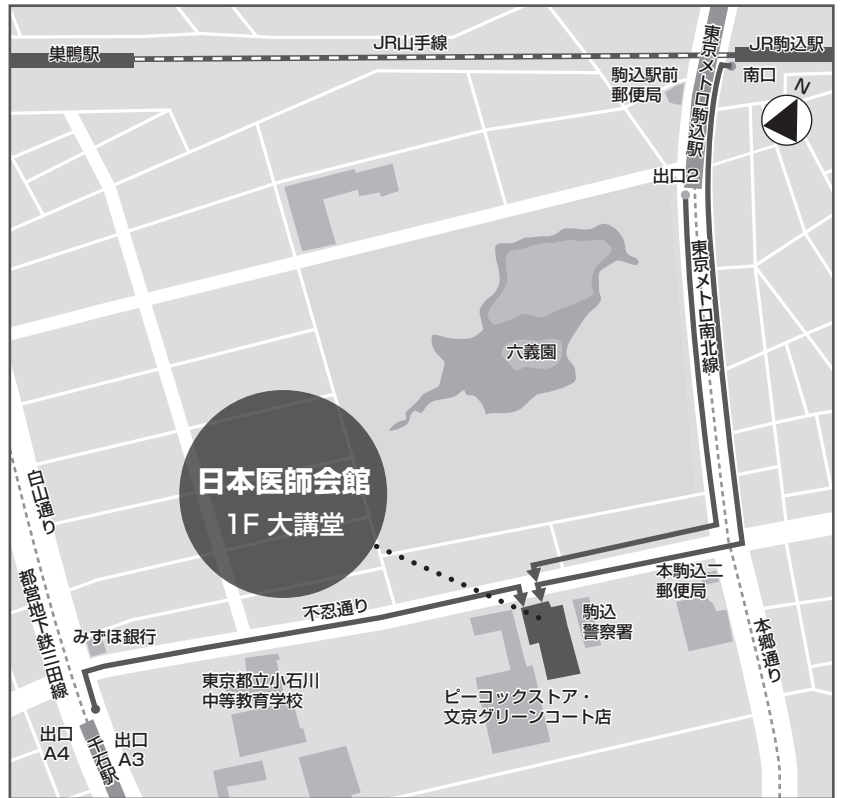 巣鴨駅
JR山手線
JR駒込駅
南口
駒込駅前
郵便局
東京メトロ駒込駅
N
出口2
東京メトロ南北線
六義園
日本医師会館
1F 大講堂
白山通り
都営地下鉄三田線
みずほ銀行
不忍通り
本駒込二
郵便局
駒込
警察署
本郷通り
東京都立小石川
中等教育学校
ピーコックストア・
文京グリーンコート店
出口
A4
千石駅
出口
A3